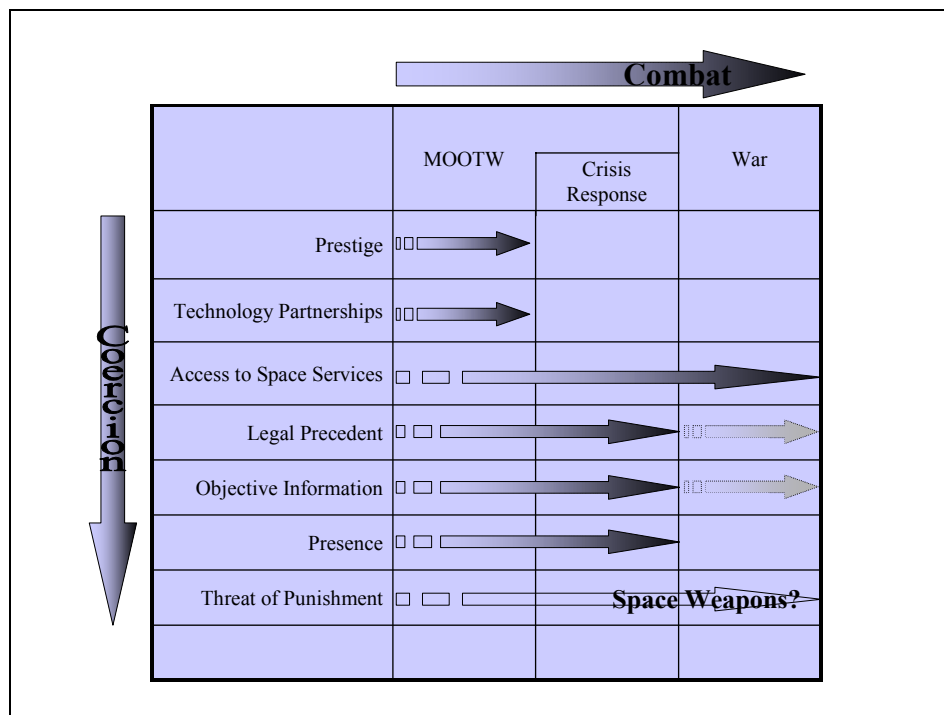 Combat
MOOTW
Crisis
Response
War
Coercion
Prestige
Technology Partnerships
Access to Space Services
Legal Precedent
Objective Information
Presence
Threat of Punishment
Space Weapons?